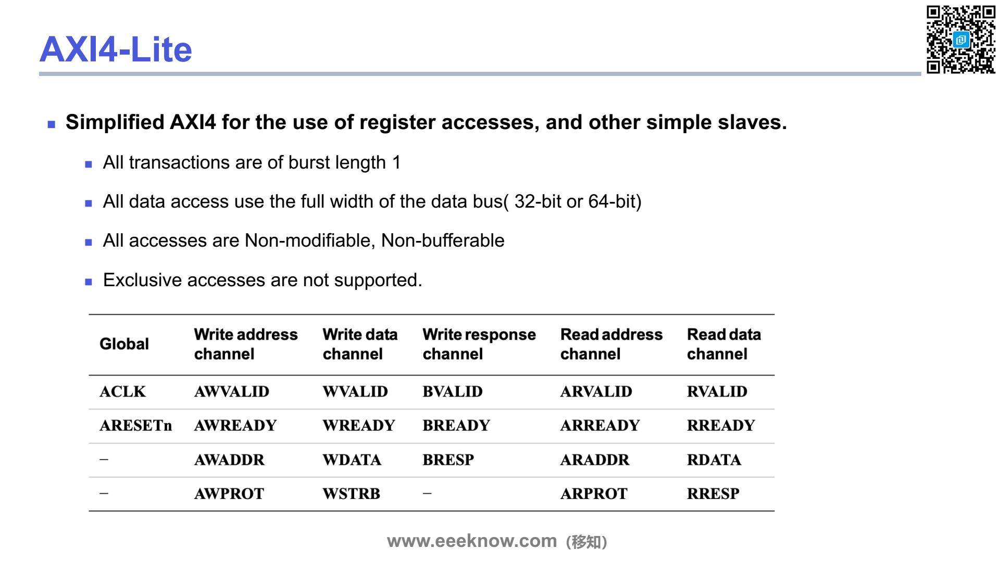 AXI4-Lite
Simplified AXI4 for the use of register accesses, and other simple slaves.
All transactions are of burst length 1
All data access use the full width of the data bus( 32-bit or 64-bit)
All accesses are Non-modifiable, Non-bufferable
Exclusive accesses are not supported.
Global Write address channel Write data channel Write response channel Read address channel Read data channel
ACLK AWVALID WVALID BVALID ARVALID RVALID
ARESETn AWREADY WREADY BREADY ARREADY RREADY
– AWADDR WDATA BRESP ARADDR RDATA
– AWPROT WSTRB – ARPROT RRESP
www.eeeknow.com (移知)